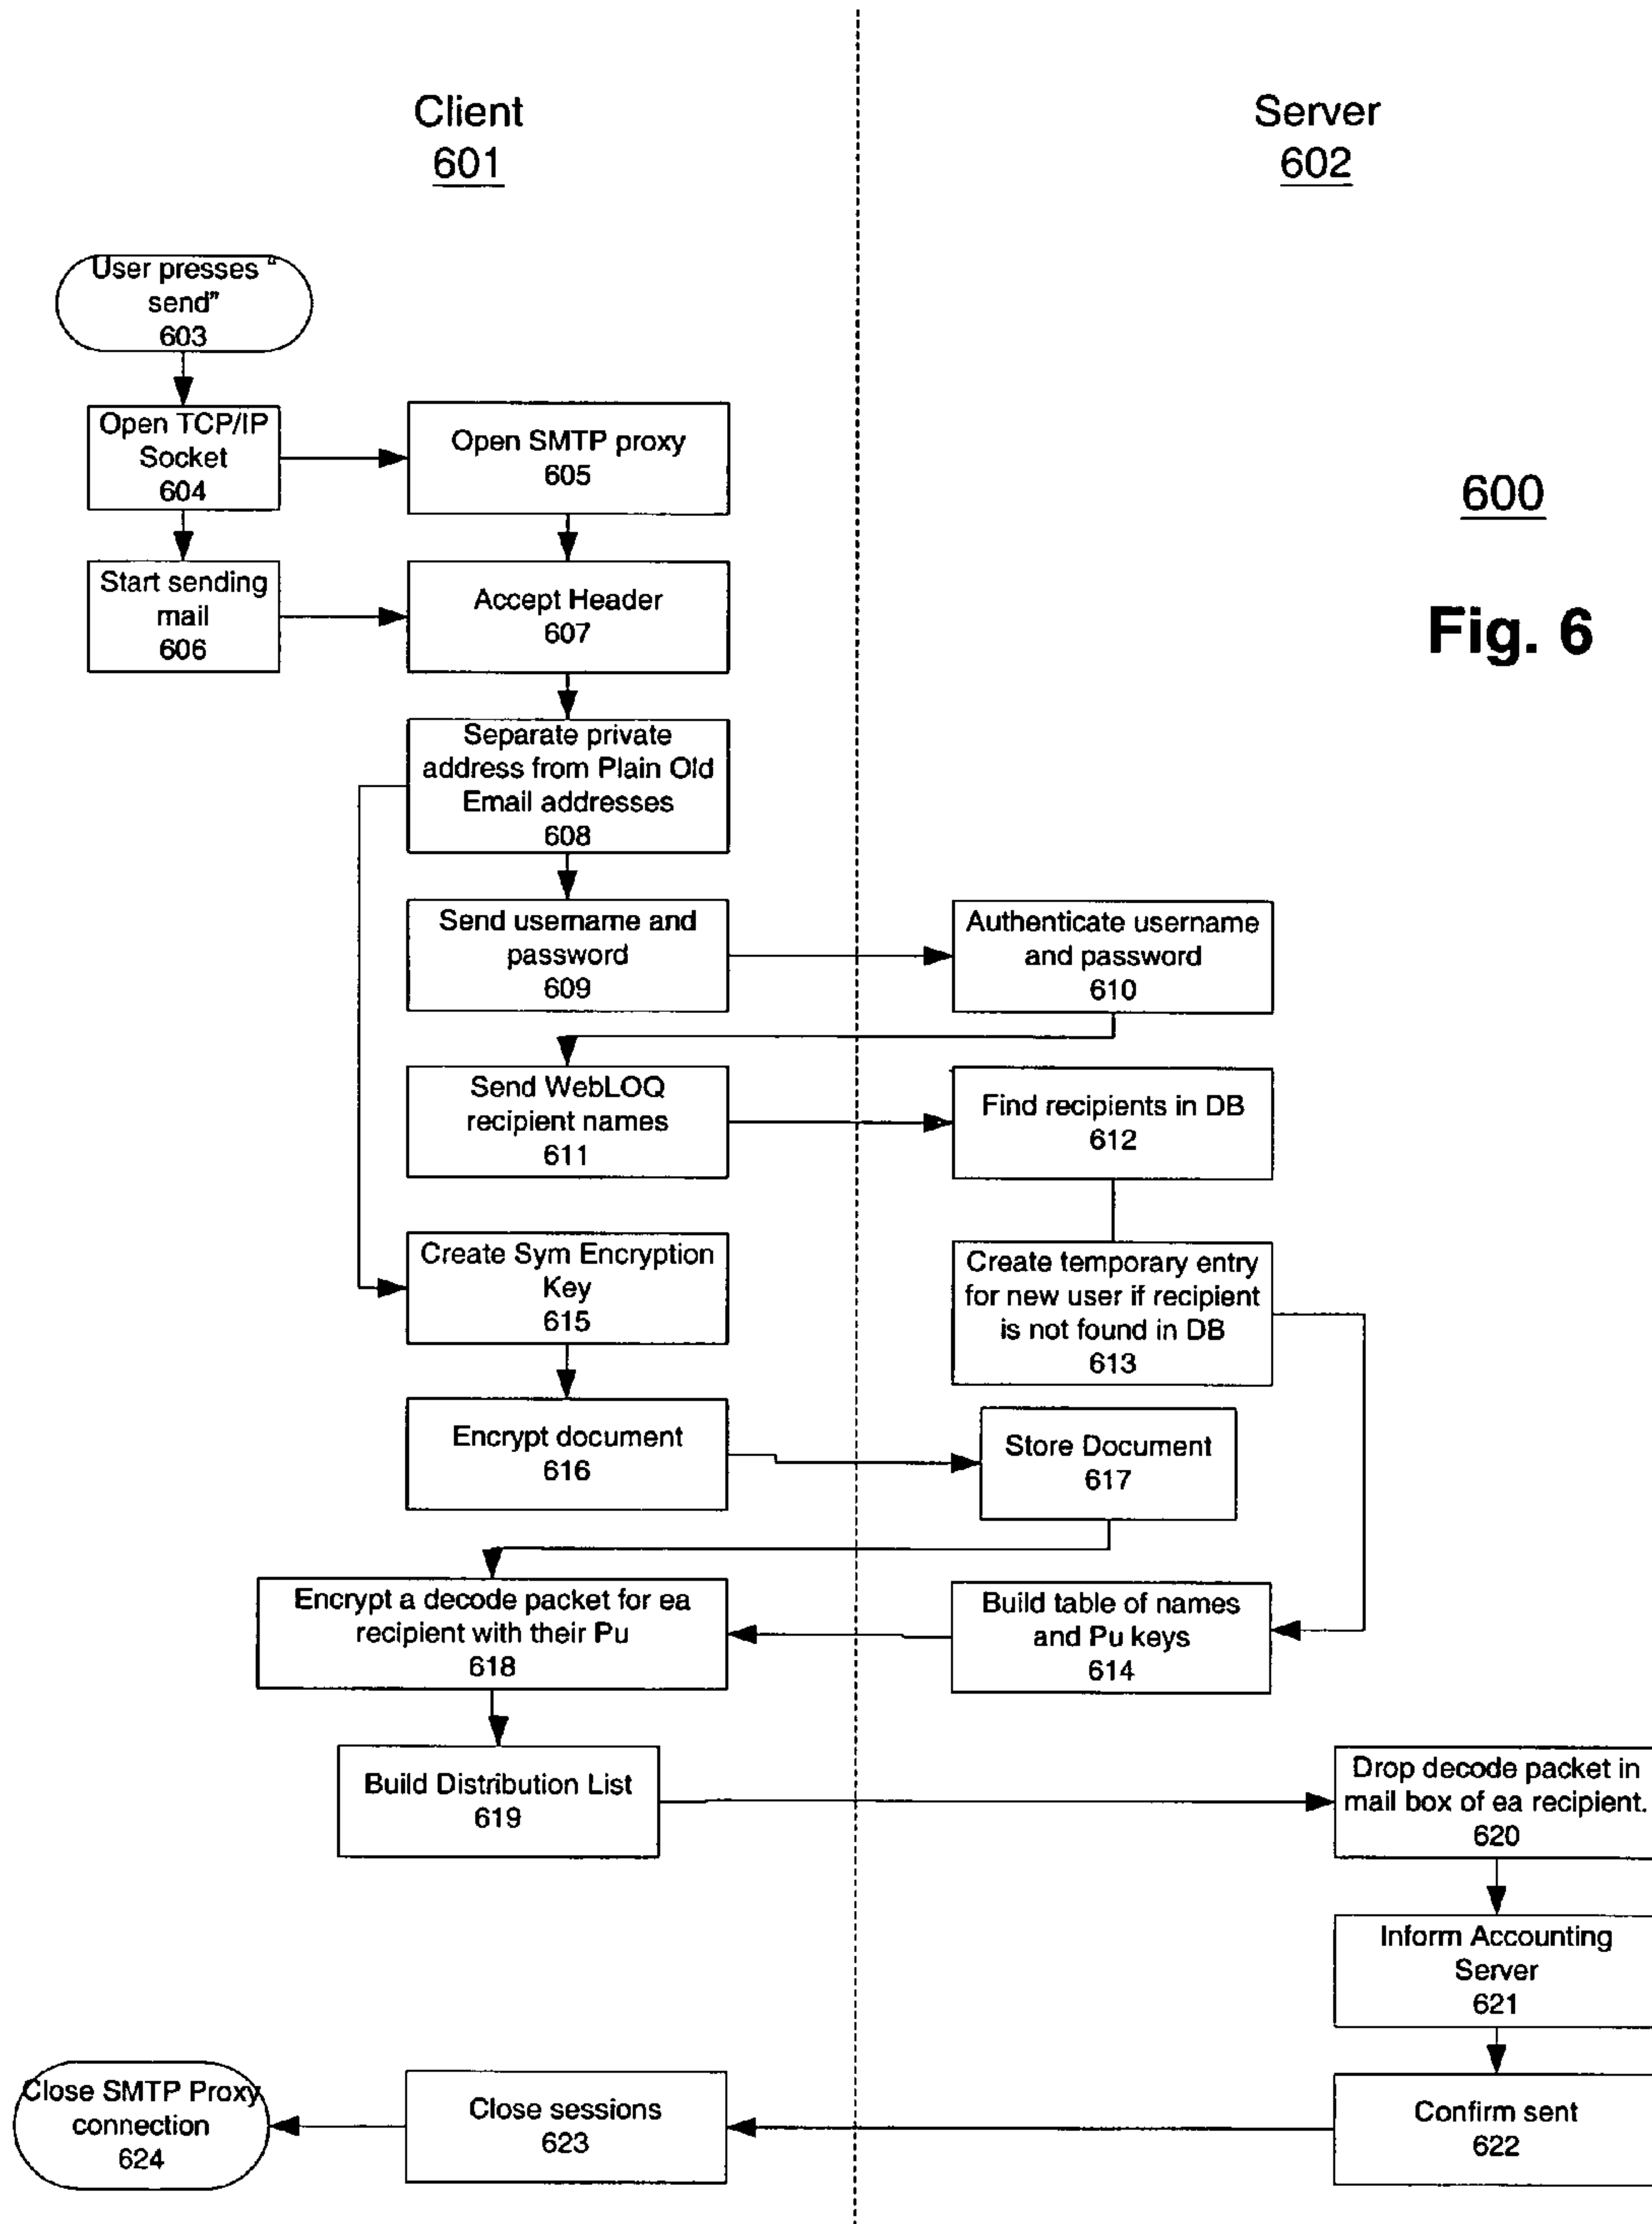 Client
601
Server
602
User presses “
send”
603
Open TCP/IP
Socket
604
Open SMTP proxy
605
600
Fig. 6
Start sending
mail
606
Accept Header
607
Separate private
address from Plain Old
Email addresses
608
Send username and
password
609
Authenticate username
and password
610
Send WebLOQ
recipient names
611
Find recipients in DB
612
Create temporary entry
for new user if recipient
is not found in DB
613
Create Sym Encryption
Key
615
Encrypt document
616
Store Document
617
Encrypt a decode packet for ea
recipient with their Pu
618
Build table of names
and Pu keys
614
Build Distribution List
619
Drop decode packet in
mail box of ea recipient.
620
Inform Accounting
Server
621
Confirm sent
622
Close sessions
623
Close SMTP Proxy
connection
624